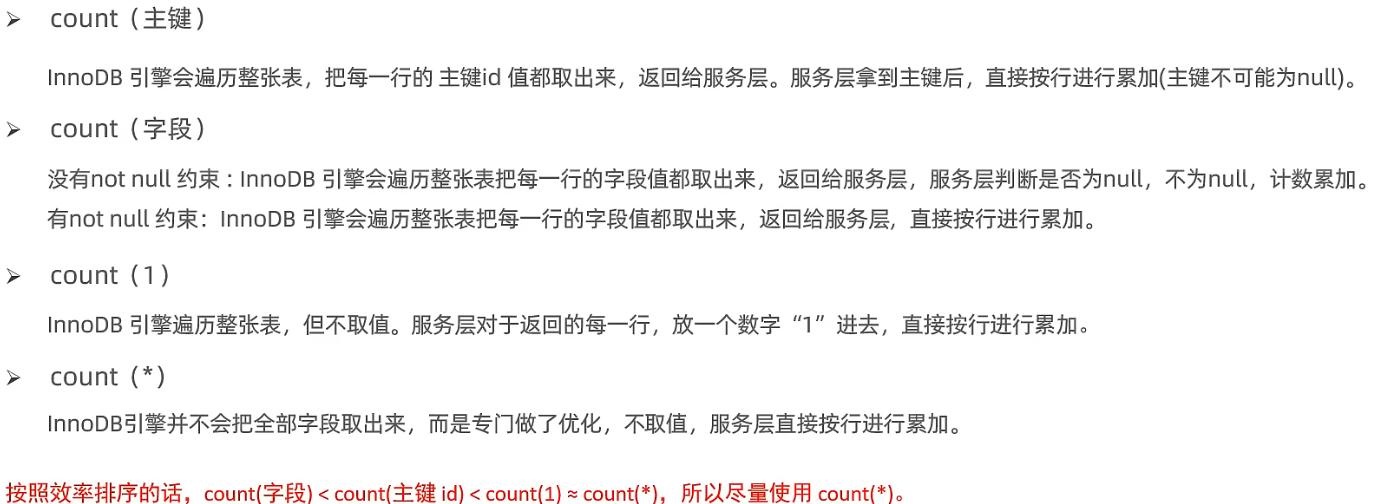 ➢ count（主键）
InnoDB 引擎会遍历整张表，把每一行的 主键id 值都取出来，返回给服务层。服务层拿到主键后，直接按行进行累加(主键不可能为null)。
➢ count（字段）
没有not null 约束 : InnoDB 引擎会遍历整张表把每一行的字段值都取出来，返回给服务层，服务层判断是否为null，不为null，计数累加。
有not null 约束：InnoDB 引擎会遍历整张表把每一行的字段值都取出来，返回给服务层，直接按行进行累加。
➢ count（1）
InnoDB 引擎遍历整张表，但不取值。服务层对于返回的每一行，放一个数字“1”进去，直接按行进行累加。
➢ count（*）
InnoDB引擎并不会把全部字段取出来，而是专门做了优化，不取值，服务层直接按行进行累加。
按照效率排序的话，count(字段) < count(主键 id) < count(1) ≈ count(*)，所以尽量使用 count(*)。